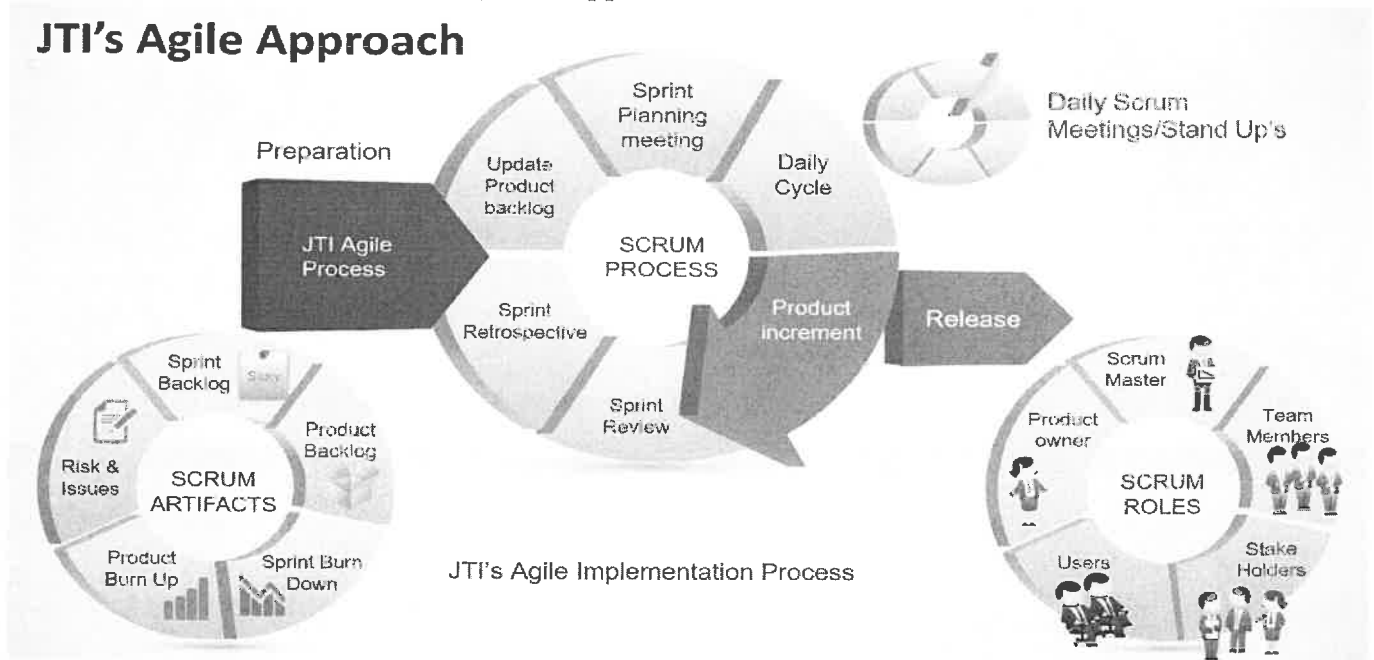 JTI's Agile Approach
Preparation
JTI Agile
Process
Update
Product
backlog
Sprint
Planning
meeting
Daily
Cycle
SCRUM
PROCESS
Product
increment
Sprint
Review
Sprint
Retrospective
Release
Daily Scrum
Meetings/Stand Up's
Sprint
Backlog
Story
Product
Backlog
Risk &
Issues
SCRUM
ARTIFACTS
Product
Burn Up
Sprint Burn
Down
JTI's Agile Implementation Process
Scrum
Master
Product
owner
Team
Members
SCRUM
ROLES
Users
Stake
Holders